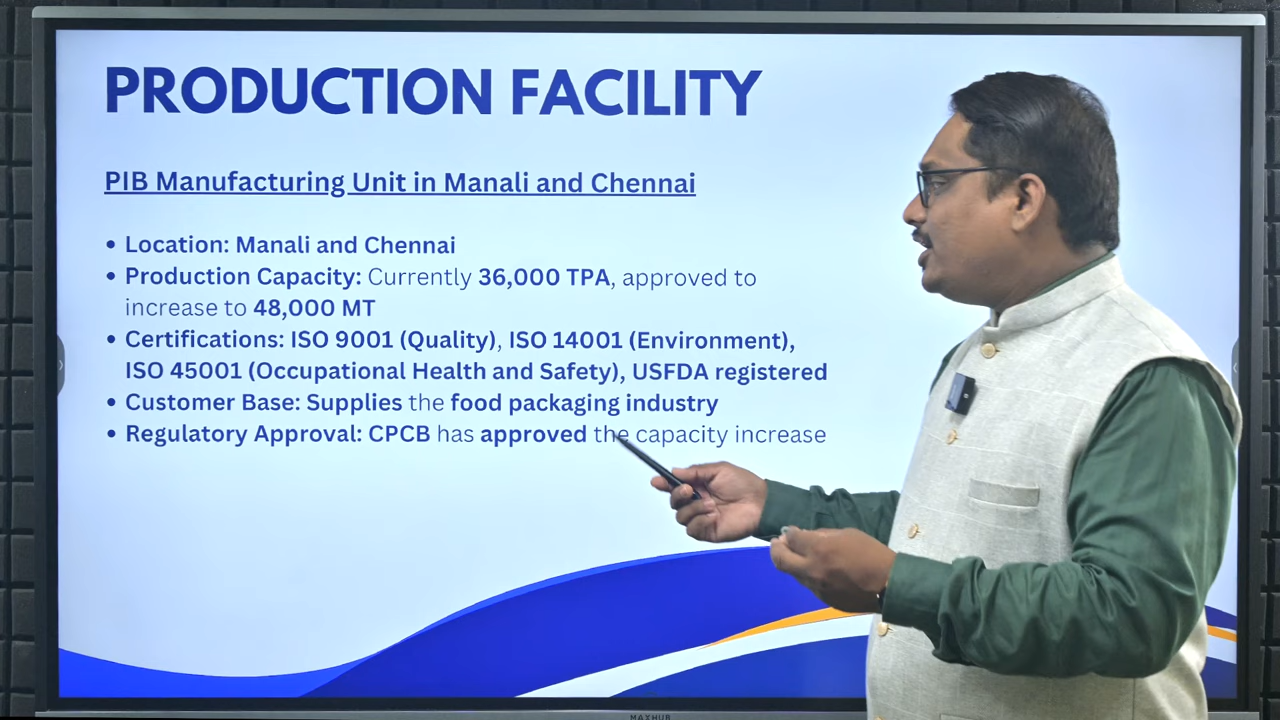 PRODUCTION FACILITY
PIB Manufacturing Unit in Manali and Chennai
• Location: Manali and Chennai
• Production Capacity: Currently 36,000 TPA, approved to
increase to 48,000 MT
• Certifications: ISO 9001 (Quality), ISO 14001 (Environment),
ISO 45001 (Occupational Health and Safety), USFDA registered
• Customer Base: Supplies the food packaging industry
• Regulatory Approval: CPCB has approved the capacity increase
MAXHUB